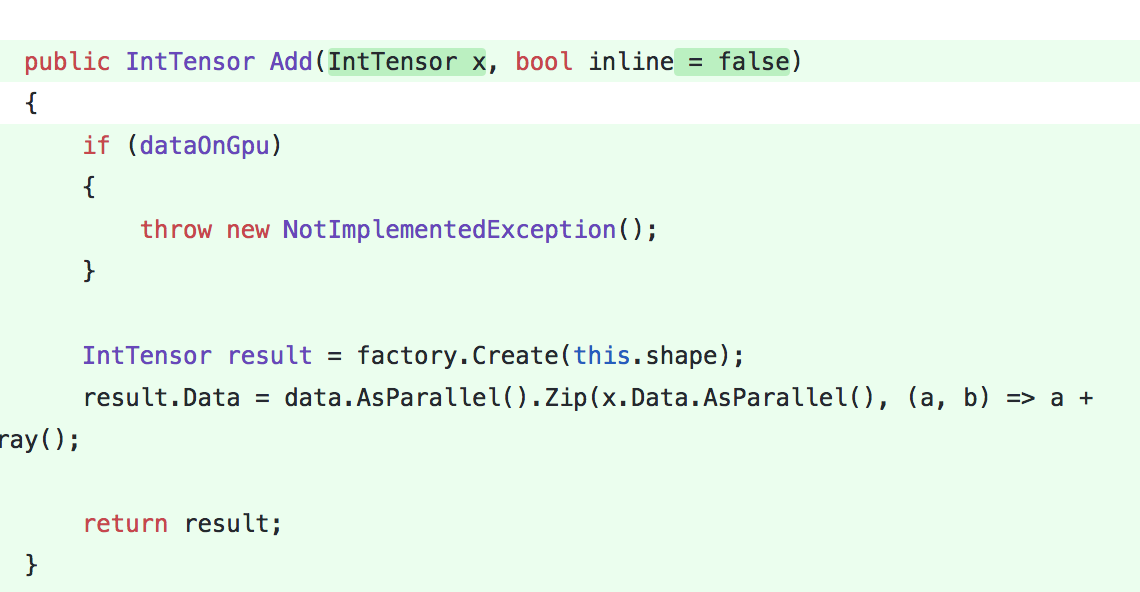 public IntTensor Add(IntTensor x, bool inline = false)
{
if (dataOnGpu)
{
throw new NotImplementedException();
}
IntTensor result = factory.Create(this.shape);
result.Data = data.AsParallel().Zip(x.Data.AsParallel(), (a, b) => a +
ray();
return result;
}